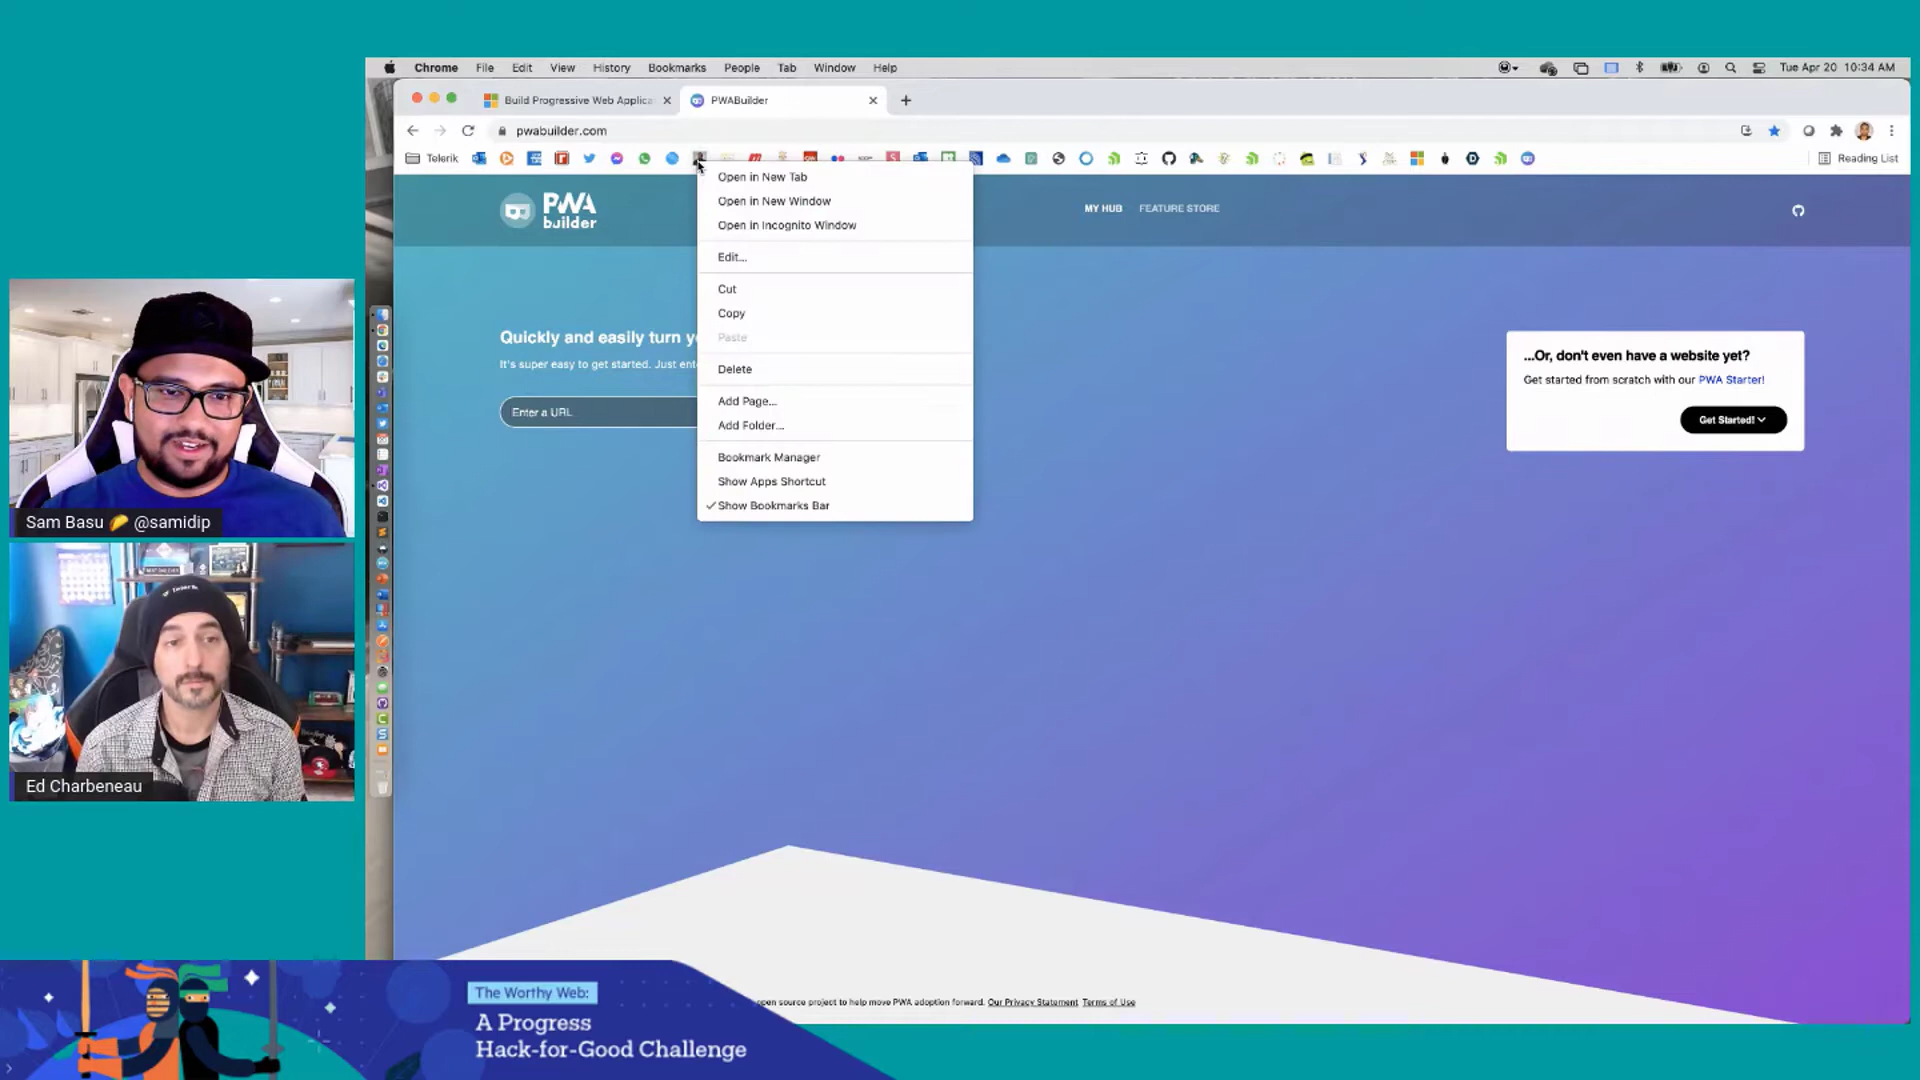 Chrome File Edit View History Bookmarks People Tab Window Help
Tue Apr 20 10:34 AM
Build Progressive Web Applica
PWABuilder
pwabuilder.com
Telerik
Reading List
PWA
builder
MY HUB FEATURE STORE
Open in New Tab
Open in New Window
Open in Incognito Window
Edit...
Cut
Copy
Paste
Delete
Add Page...
Add Folder...
Bookmark Manager
Show Apps Shortcut
✓ Show Bookmarks Bar
Quickly and easily turn y
It's super easy to get started. Just ent
Enter a URL
...Or, don't even have a website yet?
Get started from scratch with our PWA Starter!
Get Started!
Sam Basu 🌮 @samidip
Ed Charbeneau
open source project to help move PWA adoption forward. Our Privacy Statement Terms of Use
The Worthy Web:
A Progress
Hack-for-Good Challenge